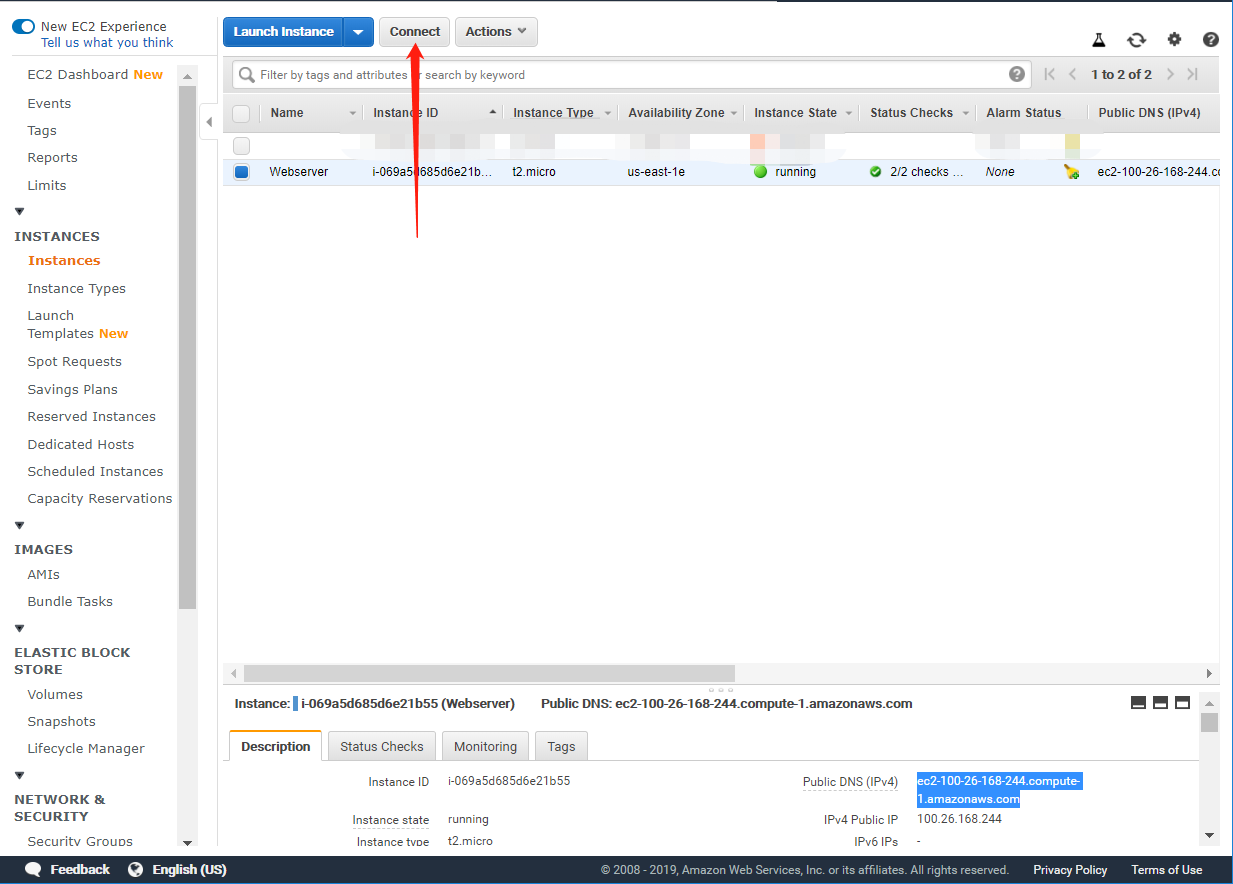 New EC2 Experience
Tell us what you think
EC2 Dashboard New
Events
Tags
Reports
Limits
INSTANCES
Instances
Instance Types
Launch
Templates New
Spot Requests
Savings Plans
Reserved Instances
Dedicated Hosts
Scheduled Instances
Capacity Reservations
IMAGES
AMIs
Bundle Tasks
ELASTIC BLOCK
STORE
Volumes
Snapshots
Lifecycle Manager
NETWORK &
SECURITY
Security Groups
Launch Instance Connect Actions
Filter by tags and attributes or search by keyword 1 to 2 of 2
Name Instance ID Instance Type Availability Zone Instance State Status Checks Alarm Status Public DNS (IPv4)
Webserver i-069a5d685d6e21b... t2.micro us-east-1e running 2/2 checks ... None ec2-100-26-168-244.co
Instance: i-069a5d685d6e21b55 (Webserver) Public DNS: ec2-100-26-168-244.compute-1.amazonaws.com
Description Status Checks Monitoring Tags
Instance ID i-069a5d685d6e21b55 Public DNS (IPv4) ec2-100-26-168-244.compute-
1.amazonaws.com
Instance state running IPv4 Public IP 100.26.168.244
Instance type t2.micro IPv6 IPs -
Feedback English (US) © 2008 - 2019, Amazon Web Services, Inc. or its affiliates. All rights reserved. Privacy Policy Terms of Use